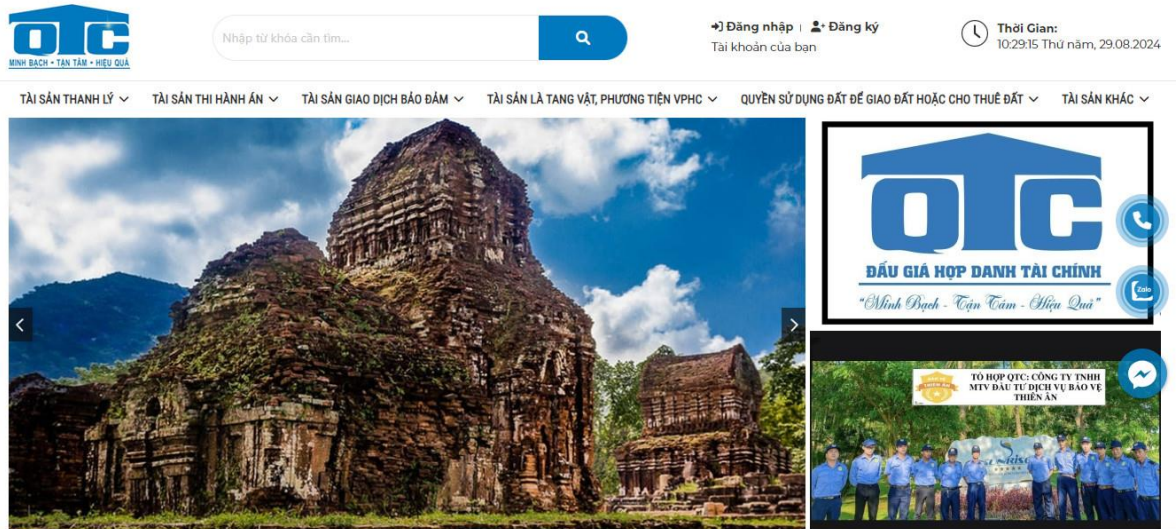 QTC
MINH BẠCH • TẬN TÂM • HIỆU QUẢ
Nhập từ khóa cần tìm...
Đăng nhập | Đăng ký
Tài khoản của bạn
Thời Gian:
10:29:15 Thứ năm, 29.08.2024
TÀI SẢN THANH LÝ
TÀI SẢN THI HÀNH ÁN
TÀI SẢN GIAO DỊCH BẢO ĐẢM
TÀI SẢN LÀ TANG VẬT, PHƯƠNG TIỆN VPHC
QUYỀN SỬ DỤNG ĐẤT ĐỂ GIAO ĐẤT HOẶC CHO THUÊ ĐẤT
TÀI SẢN KHÁC
QTC
ĐẤU GIÁ HỢP DANH TÀI CHÍNH
"Minh Bạch - Tận Tâm - Hiệu Quả"
Zalo
THIÊN ÂN
TỔ HỢP QTC: CÔNG TY TNHH
MTV ĐẦU TƯ DỊCH VỤ BẢO VỆ
THIÊN ÂN